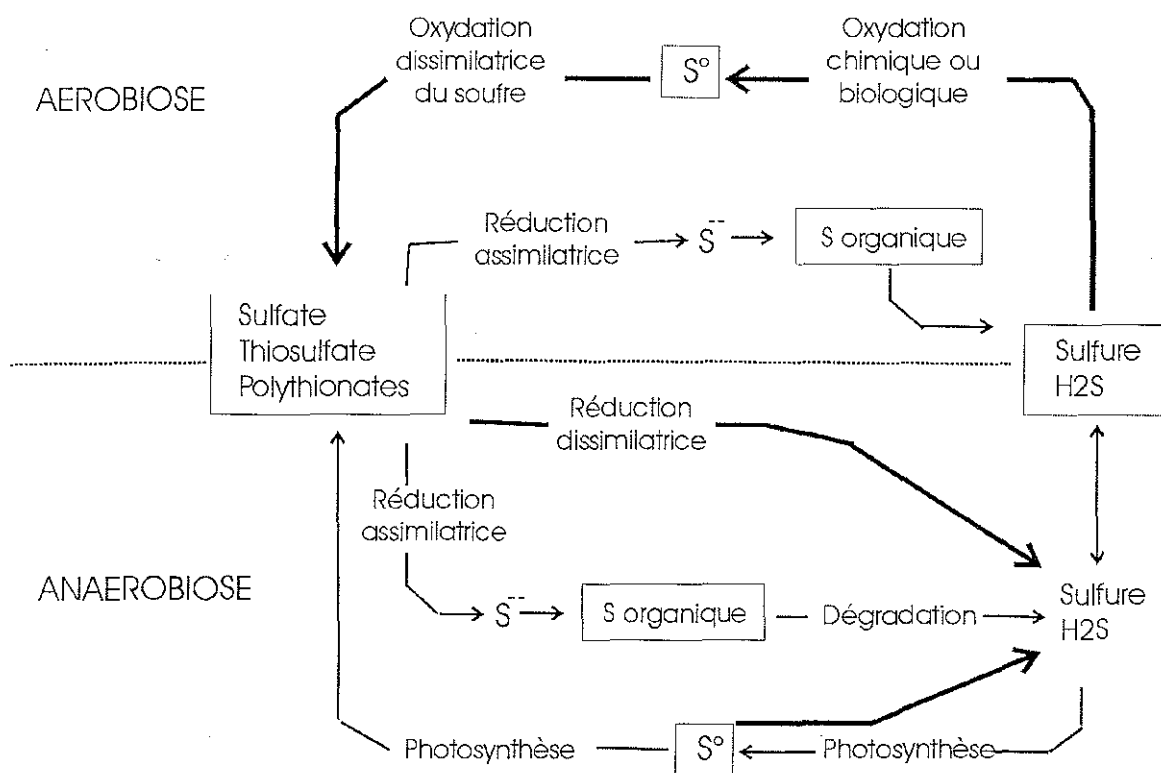 Oxydation
dissimilatrice
du soufre
S°
Oxydation
chimique ou
biologique
AEROBIOSE
Réduction
assimilatrice
S--
S organique
Sulfate
Thiosulfate
Polythionates
Sulfure
H2S
Réduction
dissimilatrice
Réduction
assimilatrice
ANAEROBIOSE
S--
S organique
Dégradation
Sulfure
H2S
Photosynthèse
S°
Photosynthèse